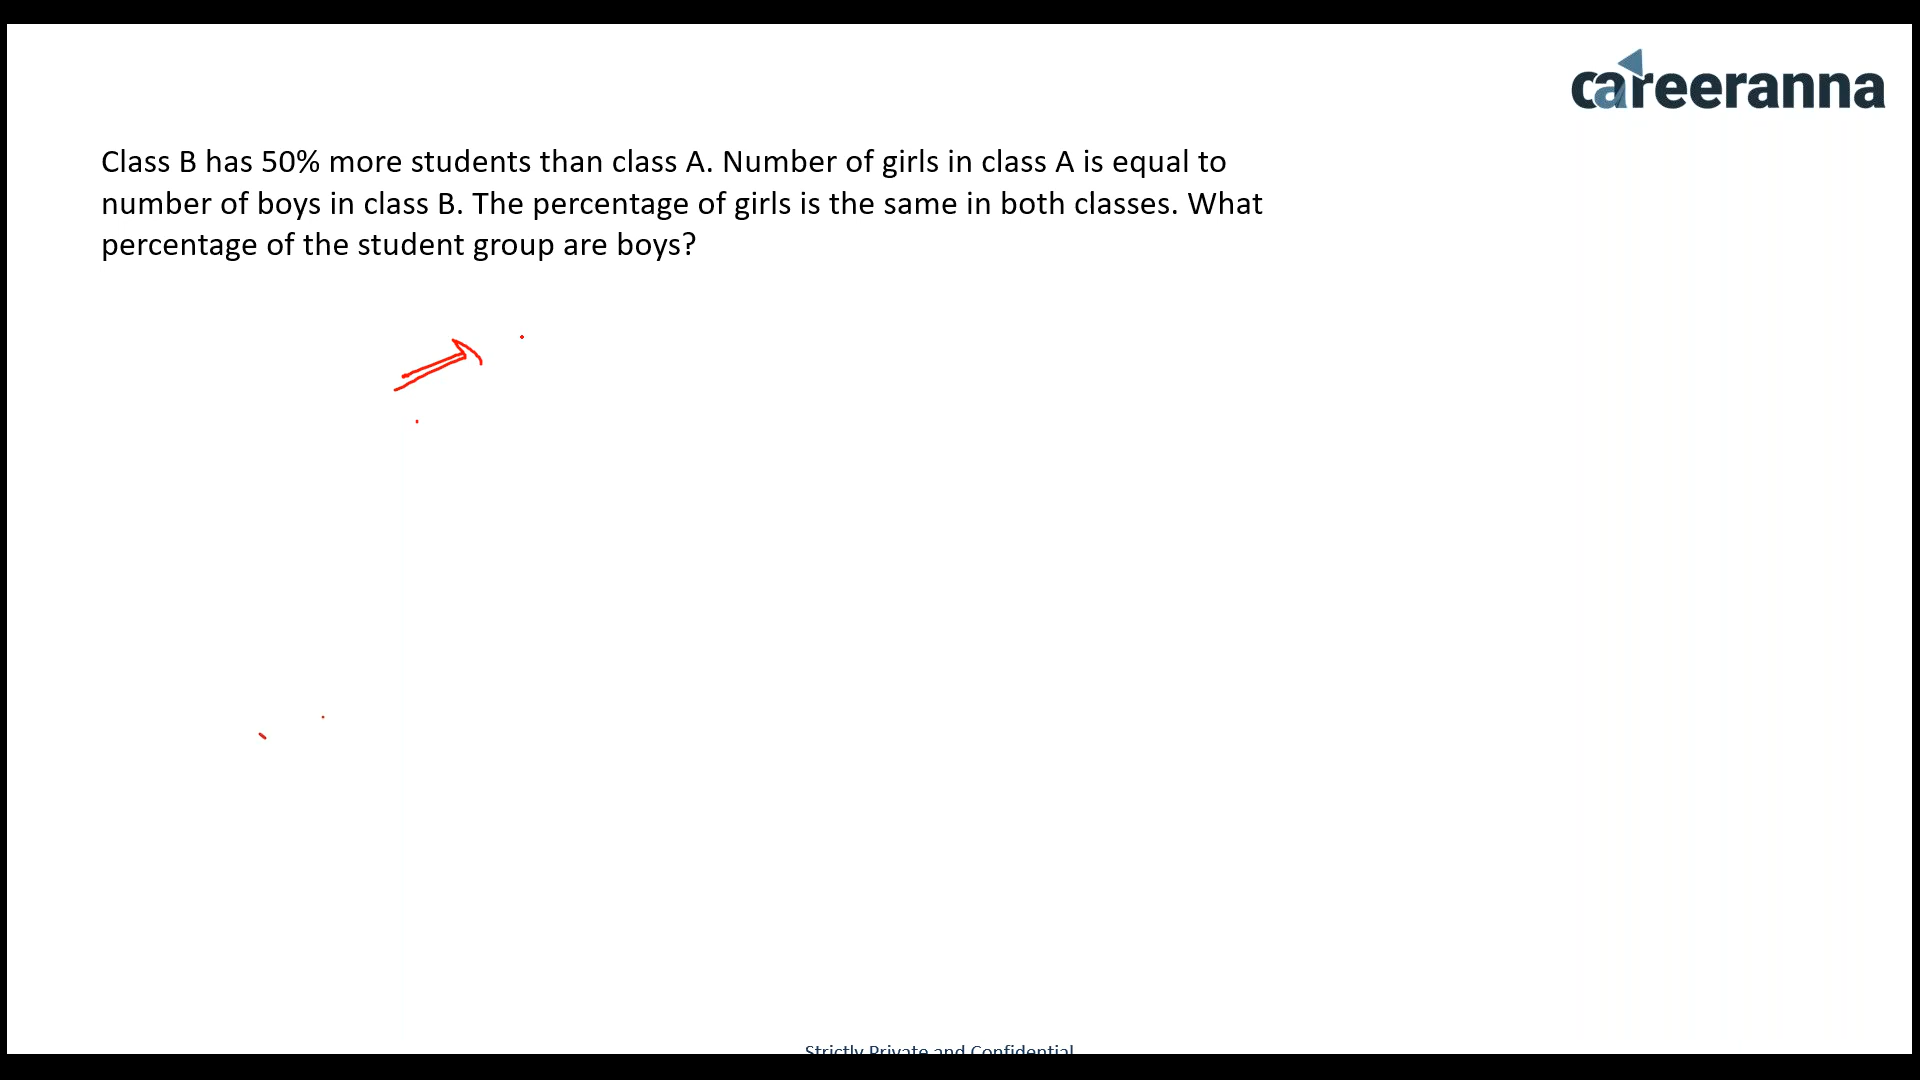 careeranna
Class B has 50% more students than class A. Number of girls in class A is equal to
number of boys in class B. The percentage of girls is the same in both classes. What
percentage of the student group are boys?
Strictly Private and Confidential